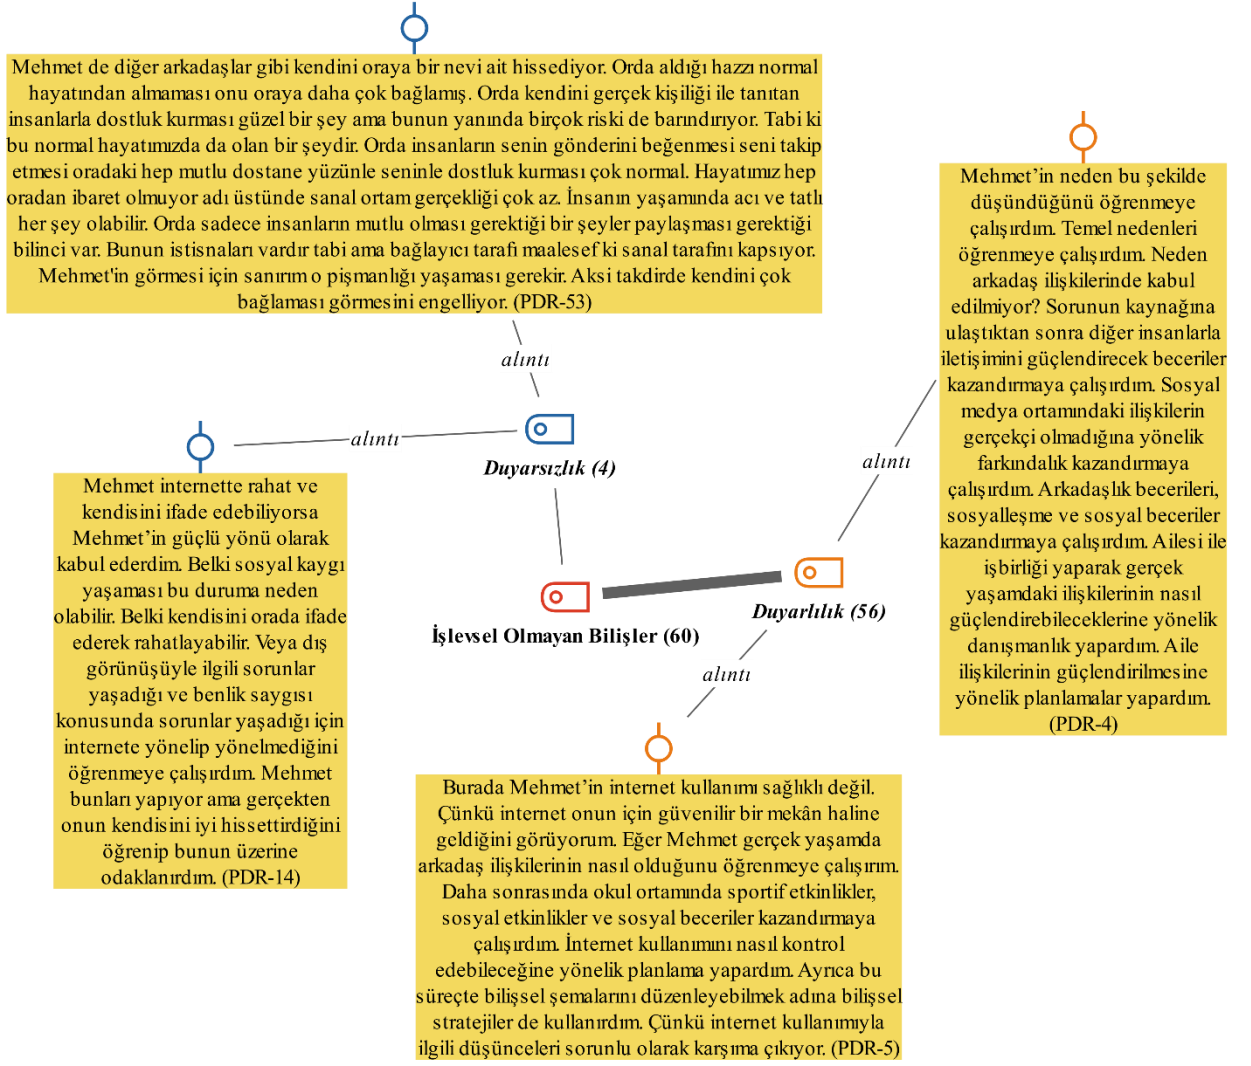 Mehmet de diğer arkadaşlar gibi kendini oraya bir nevi ait hissediyor. Orda aldığı hazzı normal
hayatından almaması onu oraya daha çok bağlamış. Orda kendini gerçek kişiliği ile tanıtan
insanlarla dostluk kurması güzel bir şey ama bunun yanında birçok riski de barındırıyor. Tabi ki
bu normal hayatımızda da olan bir şeydir. Orda insanların senin gönderini beğenmesi seni takip
etmesi oradaki hep mutlu dostane yüzünle seninle dostluk kurması çok normal. Hayatımız hep
oradan ibaret olmuyor adı üstünde sanal ortam gerçekliği çok az. İnsanın yaşamında acı ve tatlı
her şey olabilir. Orda sadece insanların mutlu olması gerektiği bir şeyler paylaşması gerektiği
bilinci var. Bunun istisnaları vardır tabi ama bağlayıcı tarafı maalesef ki sanal tarafını kapsıyor.
Mehmet'in görmesi için sanırım o pişmanlığı yaşaması gerekir. Aksi takdirde kendini çok
bağlaması görmesini engelliyor. (PDR-53)
alıntı
alıntı
Duyarsızlık (4)
Mehmet internette rahat ve
kendisini ifade edebiliyorsa
Mehmet’in güçlü yönü olarak
kabul ederdim. Belki sosyal kaygı
yaşaması bu duruma neden
olabilir. Belki kendisini orada ifade
ederek rahatlayabilir. Veya dış
görünüşüyle ilgili sorunlar
yaşadığı ve benlik saygısı
konusunda sorunlar yaşadığı için
internete yönelip yönelmediğini
öğrenmeye çalışırdım. Mehmet
bunları yapıyor ama gerçekten
onun kendisini iyi hissettirdiğini
öğrenip bunun üzerine
odaklanırdım. (PDR-14)
İşlevsel Olmayan Bilişler (60)
Duyarlılık (56)
alıntı
Mehmet’in neden bu şekilde
düşündüğünü öğrenmeye
çalışırdım. Temel nedenleri
öğrenmeye çalışırdım. Neden
arkadaş ilişkilerinde kabul
edilmiyor? Sorunun kaynağına
ulaştıktan sonra diğer insanlarla
iletişimini güçlendirecek beceriler
kazandırmaya çalışırdım. Sosyal
medya ortamındaki ilişkilerin
gerçekçi olmadığına yönelik
farkındalık kazandırmaya
çalışırdım. Arkadaşlık becerileri,
sosyalleşme ve sosyal beceriler
kazandırmaya çalışırdım. Ailesi ile
işbirliği yaparak gerçek
yaşamdaki ilişkilerinin nasıl
güçlendirebileceklerine yönelik
danışmanlık yapardım. Aile
ilişkilerinin güçlendirilmesine
yönelik planlamalar yapardım.
(PDR-4)
alıntı
Burada Mehmet’in internet kullanımı sağlıklı değil.
Çünkü internet onun için güvenilir bir mekân haline
geldiğini görüyorum. Eğer Mehmet gerçek yaşamda
arkadaş ilişkilerinin nasıl olduğunu öğrenmeye çalışırım.
Daha sonrasında okul ortamında sportif etkinlikler,
sosyal etkinlikler ve sosyal beceriler kazandırmaya
çalışırdım. İnternet kullanımını nasıl kontrol
edebileceğine yönelik planlama yapardım. Ayrıca bu
süreçte bilişsel şemalarını düzenleyebilmek adına bilişsel
stratejiler de kullanırdım. Çünkü internet kullanımıyla
ilgili düşünceleri sorunlu olarak karşıma çıkıyor. (PDR-5)